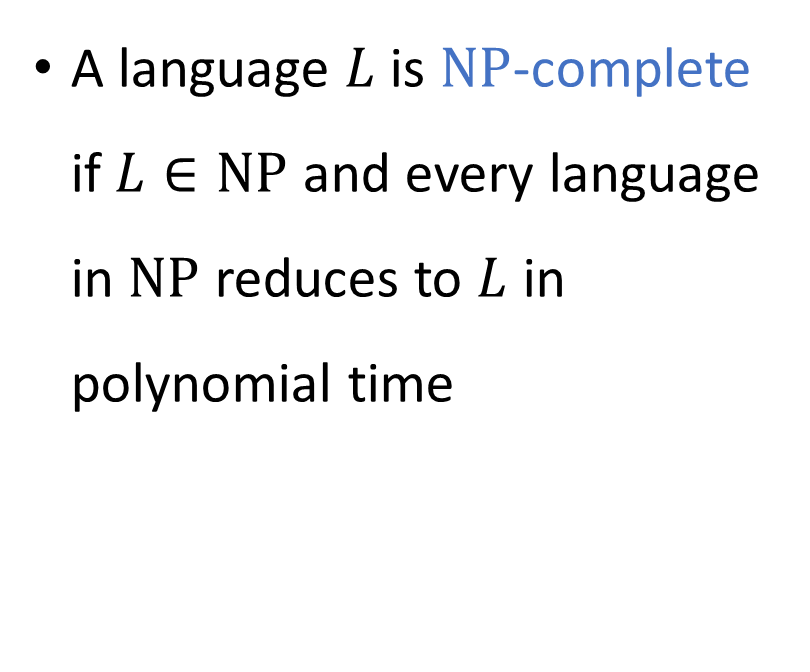 • A language L is NP-complete
if L ∈ NP and every language
in NP reduces to L in
polynomial time